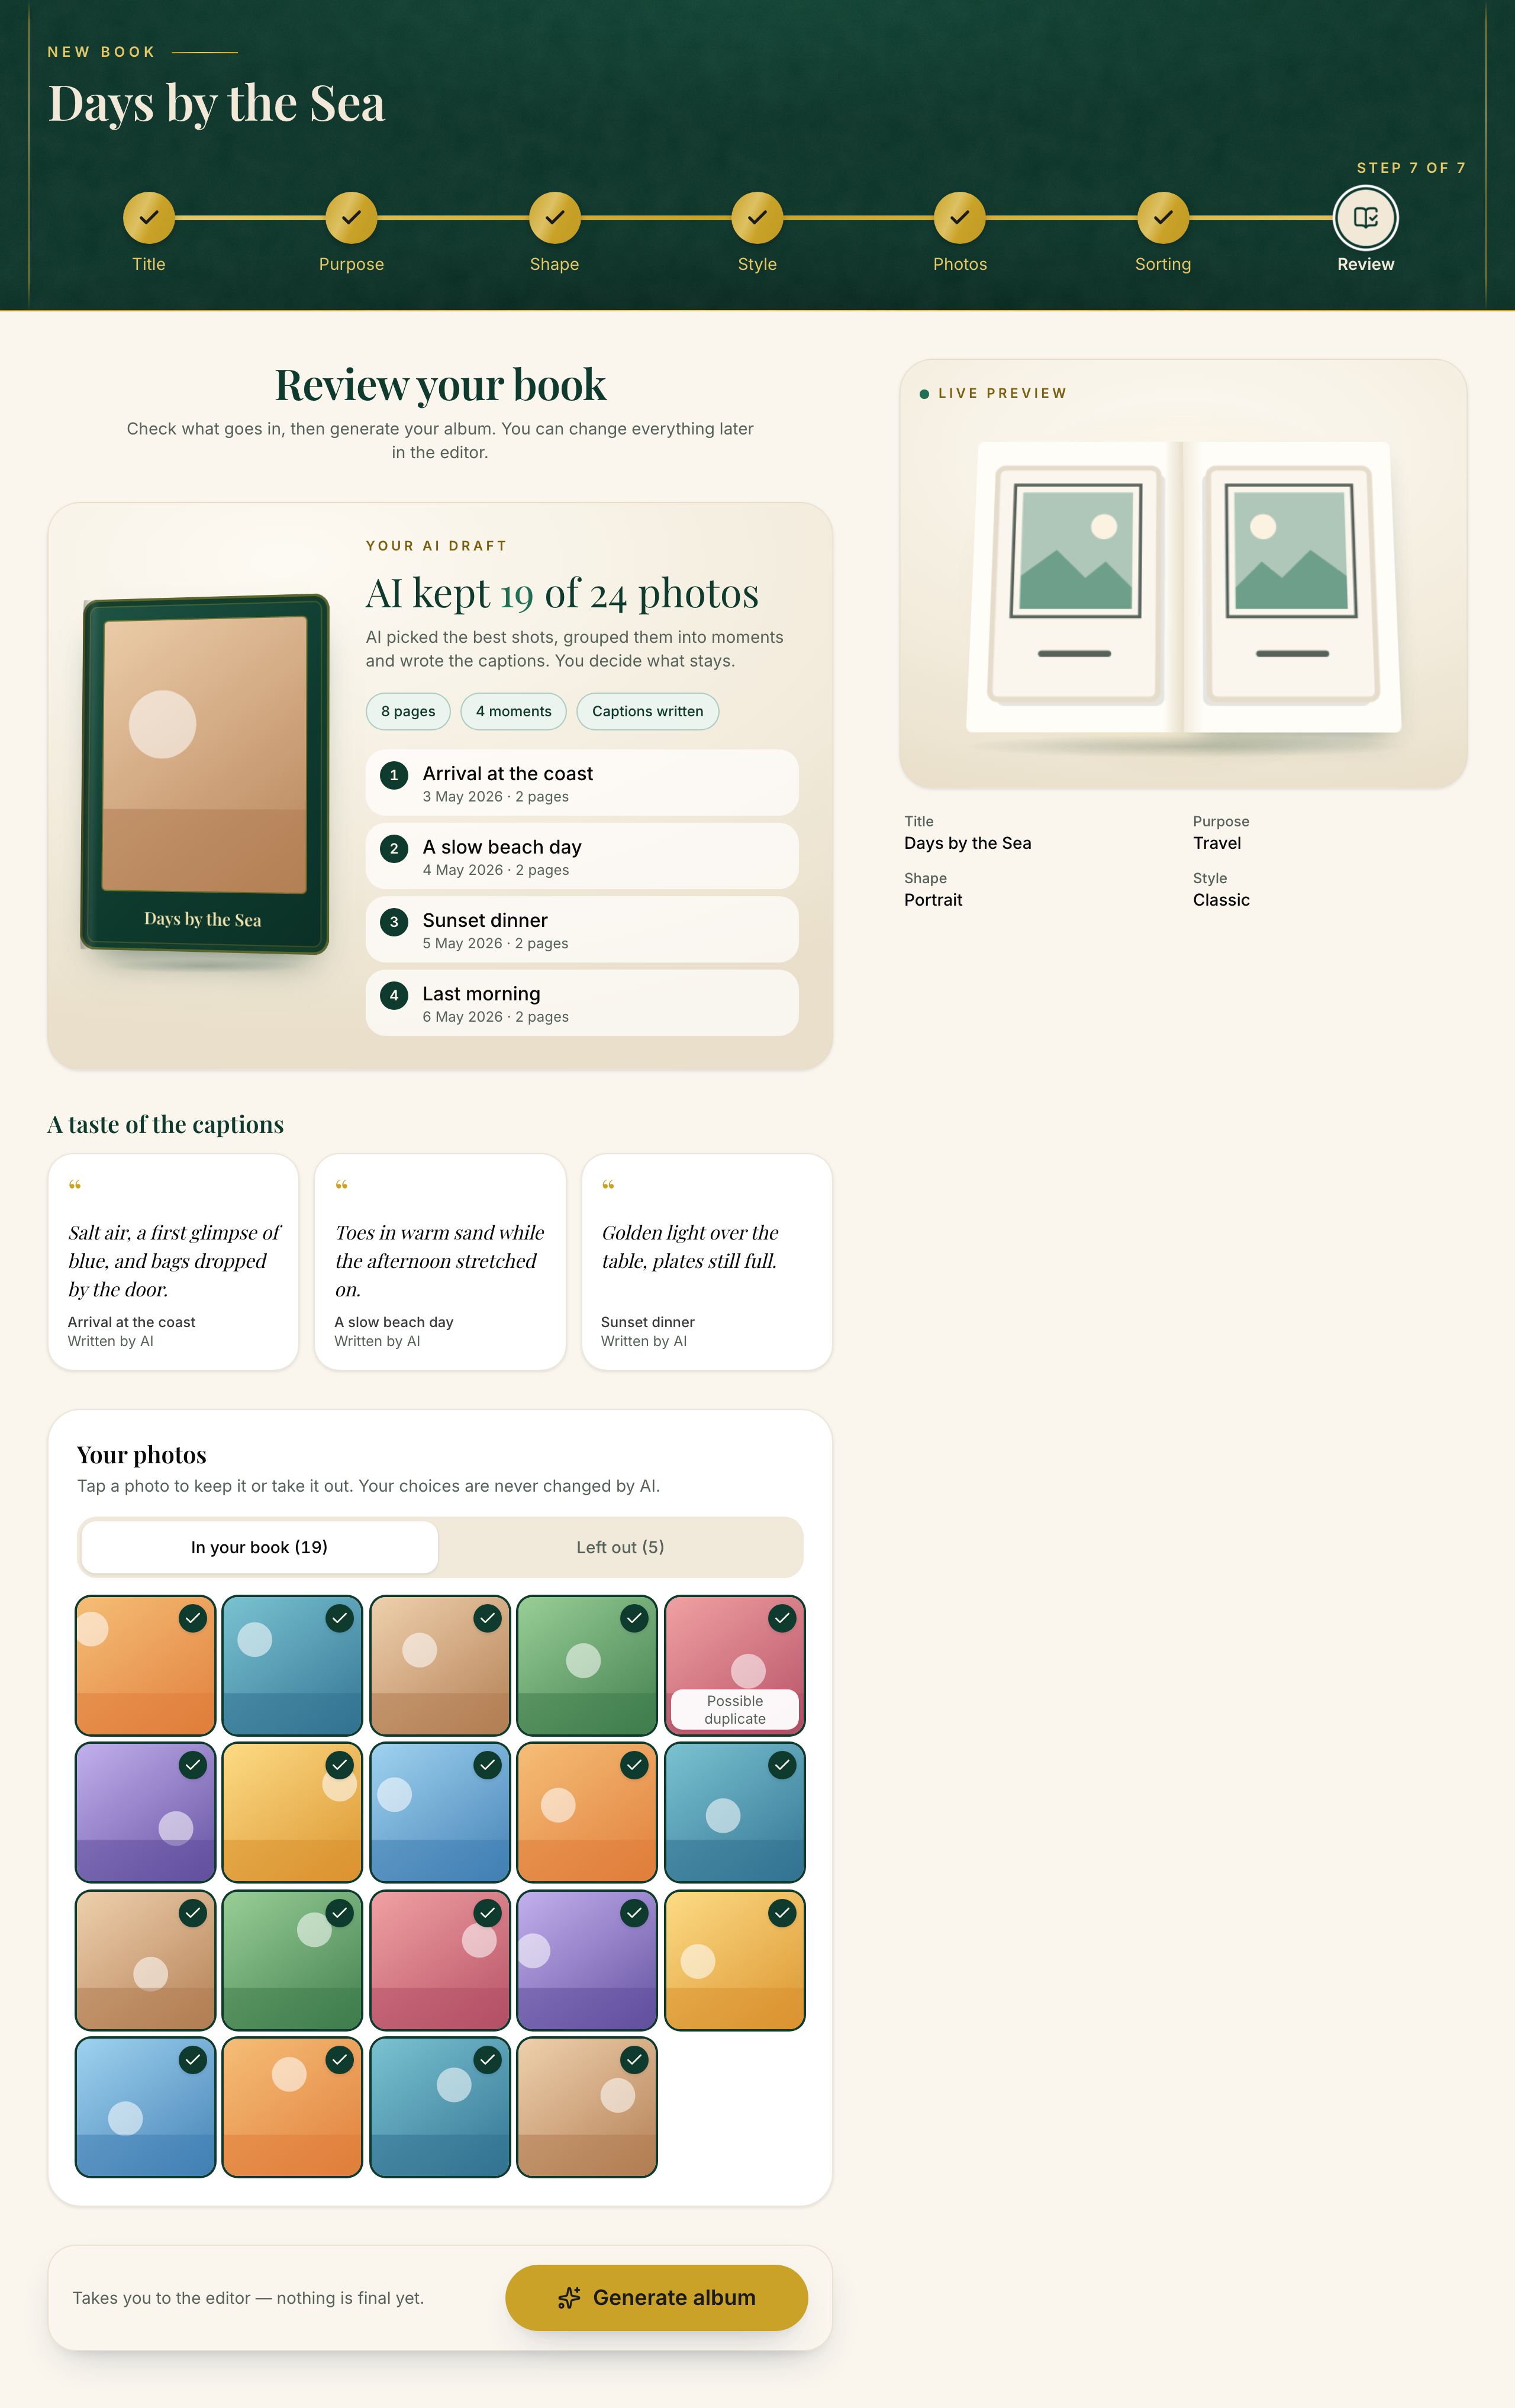 NEW BOOK
Days by the Sea
STEP 7 OF 7
Title
Purpose
Shape
Style
Photos
Sorting
Review
Review your book
Check what goes in, then generate your album. You can change everything later
in the editor.
YOUR AI DRAFT
AI kept 19 of 24 photos
AI picked the best shots, grouped them into moments
and wrote the captions. You decide what stays.
8 pages
4 moments
Captions written
1
Arrival at the coast
3 May 2026 · 2 pages
2
A slow beach day
4 May 2026 · 2 pages
3
Sunset dinner
5 May 2026 · 2 pages
4
Last morning
6 May 2026 · 2 pages
Days by the Sea
A taste of the captions
“
Salt air, a first glimpse of
blue, and bags dropped
by the door.
Arrival at the coast
Written by AI
“
Toes in warm sand while
the afternoon stretched
on.
A slow beach day
Written by AI
“
Golden light over the
table, plates still full.
Sunset dinner
Written by AI
Your photos
Tap a photo to keep it or take it out. Your choices are never changed by AI.
In your book (19)
Left out (5)
Possible
duplicate
Takes you to the editor — nothing is final yet.
Generate album
LIVE PREVIEW
Title
Days by the Sea
Purpose
Travel
Shape
Portrait
Style
Classic